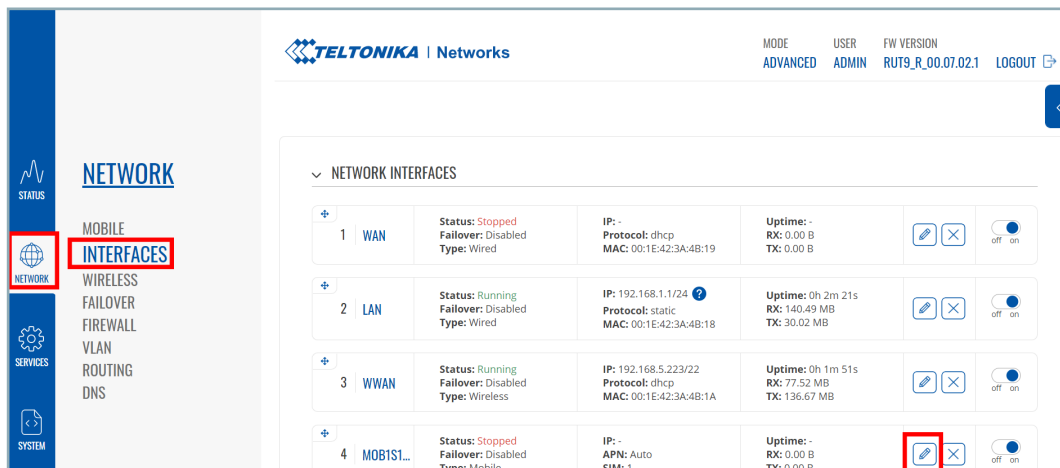 TELTONIKA | Networks
MODE USER FW VERSION
ADVANCED ADMIN RUT9_R_00.07.02.1 LOGOUT
STATUS
NETWORK
SERVICES
SYSTEM
NETWORK
MOBILE
INTERFACES
WIRELESS
FAILOVER
FIREWALL
VLAN
ROUTING
DNS
NETWORK INTERFACES
1 WAN
Status: Stopped
Failover: Disabled
Type: Wired
IP: -
Protocol: dhcp
MAC: 00:1E:42:3A:4B:19
Uptime: -
RX: 0.00 B
TX: 0.00 B
off on
2 LAN
Status: Running
Failover: Disabled
Type: Wired
IP: 192.168.1.1/24 ?
Protocol: static
MAC: 00:1E:42:3A:4B:18
Uptime: 0h 2m 21s
RX: 140.49 MB
TX: 30.02 MB
off on
3 WWAN
Status: Running
Failover: Disabled
Type: Wireless
IP: 192.168.5.223/22
Protocol: dhcp
MAC: 00:1E:42:3A:4B:1A
Uptime: 0h 1m 51s
RX: 77.52 MB
TX: 136.67 MB
off on
4 MOB1S1...
Status: Stopped
Failover: Disabled
Type: Mobile
IP: -
APN: Auto
SIM: 1
Uptime: -
RX: 0.00 B
TX: 0.00 B
off on